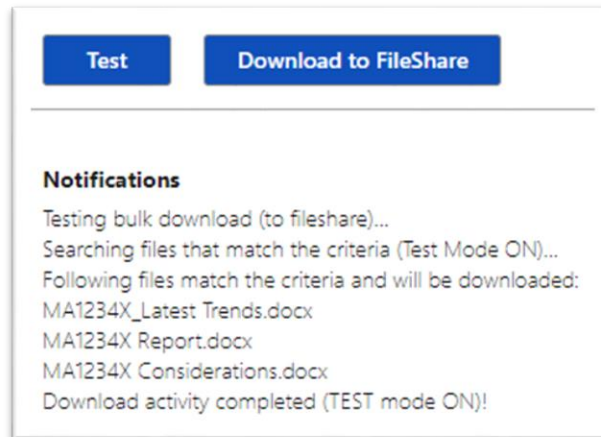 Test
Download to FileShare
Notifications
Testing bulk download (to fileshare)...
Searching files that match the criteria (Test Mode ON)...
Following files match the criteria and will be downloaded:
MA1234X_Latest Trends.docx
MA1234X Report.docx
MA1234X Considerations.docx
Download activity completed (TEST mode ON)!